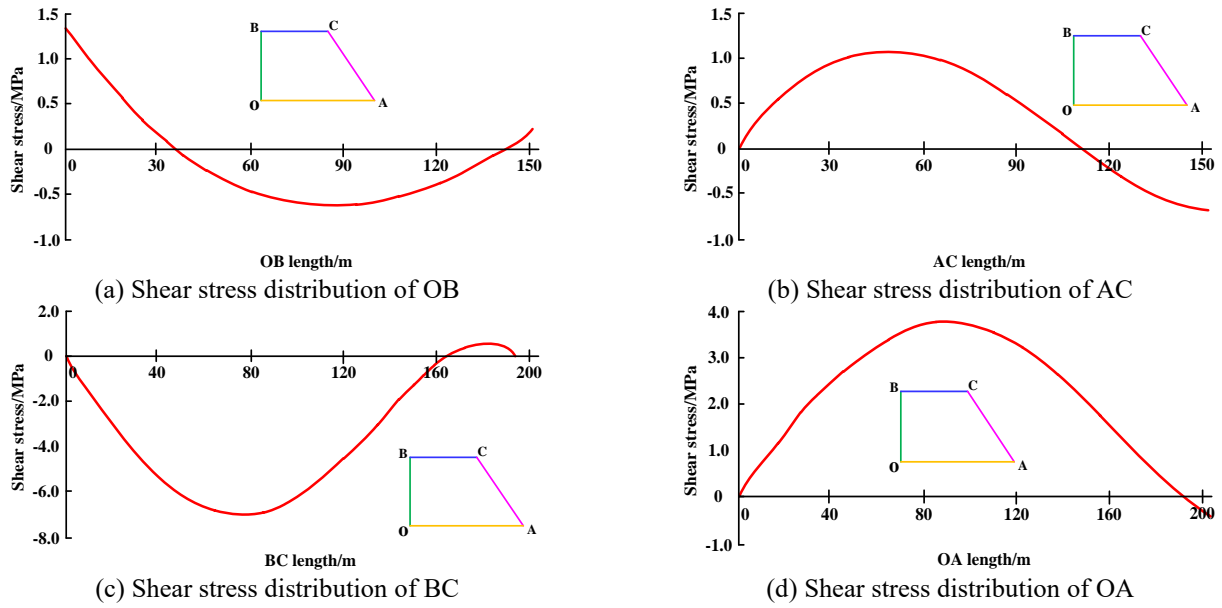 1.5
1.0
0.5
0
-0.5
-1.0
Shear stress/MPa
0 30 60 90 120 150
B C
O A
OB length/m
(a) Shear stress distribution of OB
1.5
1.0
0.5
0
-0.5
-1.0
Shear stress/MPa
0 30 60 90 120 150
B C
O A
AC length/m
(b) Shear stress distribution of AC
2.0
0
-2.0
-4.0
-6.0
-8.0
Shear stress/MPa
0 40 80 120 160 200
B C
O A
BC length/m
(c) Shear stress distribution of BC
4.0
3.0
2.0
1.0
0
-1.0
Shear stress/MPa
0 40 80 120 160 200
B C
O A
OA length/m
(d) Shear stress distribution of OA